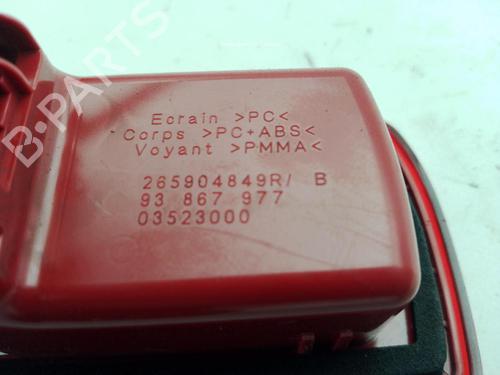 B-PARTS
Ecrain >PC<
Corps >PC+ABS<
Voyant >PMMA<
265904849R/ B
93 867 977
03523000